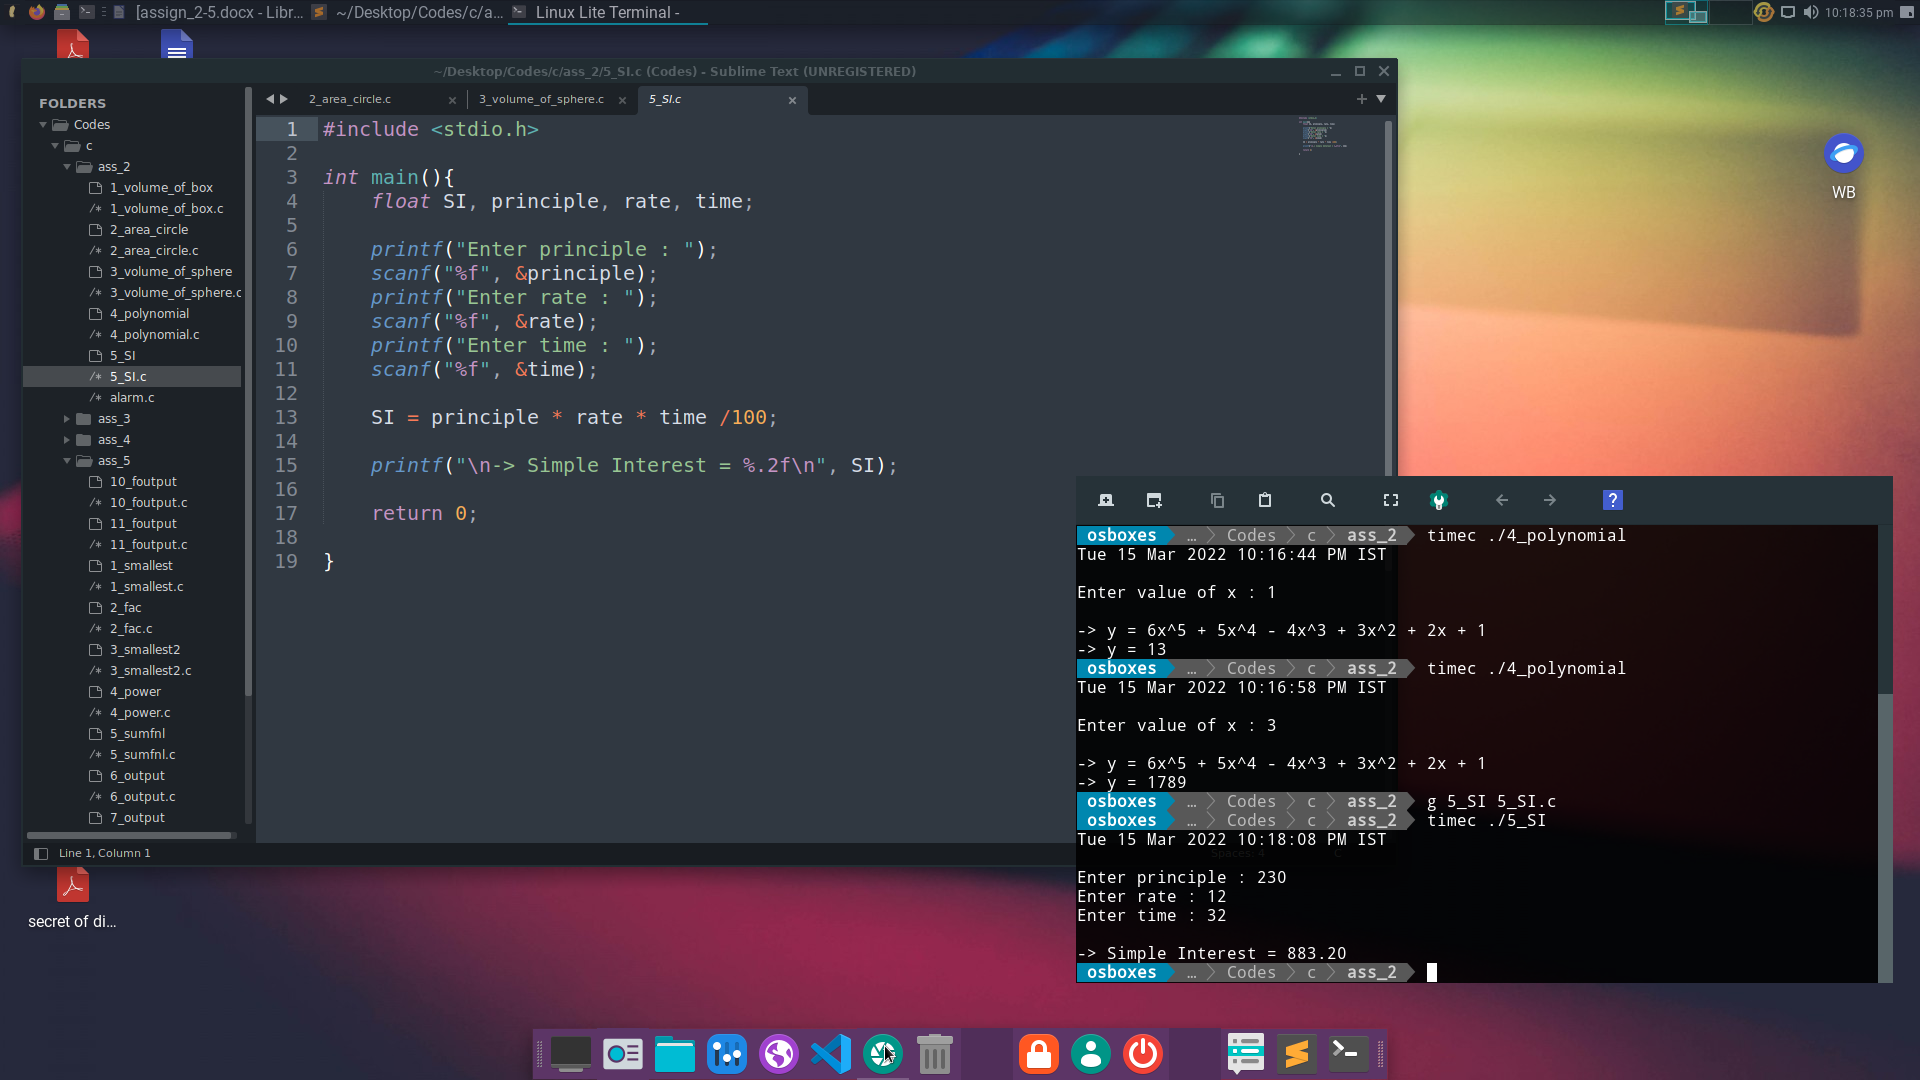 [assign_2-5.docx - Libr...
~/Desktop/Codes/c/a...
Linux Lite Terminal -
10:18:35 pm
~/Desktop/Codes/c/ass_2/5_SI.c (Codes) - Sublime Text (UNREGISTERED)
FOLDERS
Codes
c
ass_2
1_volume_of_box
/* 1_volume_of_box.c
2_area_circle
/* 2_area_circle.c
3_volume_of_sphere
/* 3_volume_of_sphere.c
4_polynomial
/* 4_polynomial.c
5_SI
/* 5_SI.c
/* alarm.c
ass_3
ass_4
ass_5
10_foutput
/* 10_foutput.c
11_foutput
/* 11_foutput.c
1_smallest
/* 1_smallest.c
2_fac
/* 2_fac.c
3_smallest2
/* 3_smallest2.c
4_power
/* 4_power.c
5_sumfnl
/* 5_sumfnl.c
6_output
/* 6_output.c
7_output
2_area_circle.c
3_volume_of_sphere.c
5_SI.c
1 #include <stdio.h>
2
3 int main(){
4 float SI, principle, rate, time;
5
6 printf("Enter principle : ");
7 scanf("%f", &principle);
8 printf("Enter rate : ");
9 scanf("%f", &rate);
10 printf("Enter time : ");
11 scanf("%f", &time);
12
13 SI = principle * rate * time /100;
14
15 printf("\n-> Simple Interest = %.2f\n", SI);
16
17 return 0;
18
19 }
Line 1, Column 1
Spaces: 4
C
WB
secret of di...
?
osboxes … Codes c ass_2 timec ./4_polynomial
Tue 15 Mar 2022 10:16:44 PM IST
Enter value of x : 1
-> y = 6x^5 + 5x^4 - 4x^3 + 3x^2 + 2x + 1
-> y = 13
osboxes … Codes c ass_2 timec ./4_polynomial
Tue 15 Mar 2022 10:16:58 PM IST
Enter value of x : 3
-> y = 6x^5 + 5x^4 - 4x^3 + 3x^2 + 2x + 1
-> y = 1789
osboxes … Codes c ass_2 g 5_SI 5_SI.c
osboxes … Codes c ass_2 timec ./5_SI
Tue 15 Mar 2022 10:18:08 PM IST
Enter principle : 230
Enter rate : 12
Enter time : 32
-> Simple Interest = 883.20
osboxes … Codes c ass_2